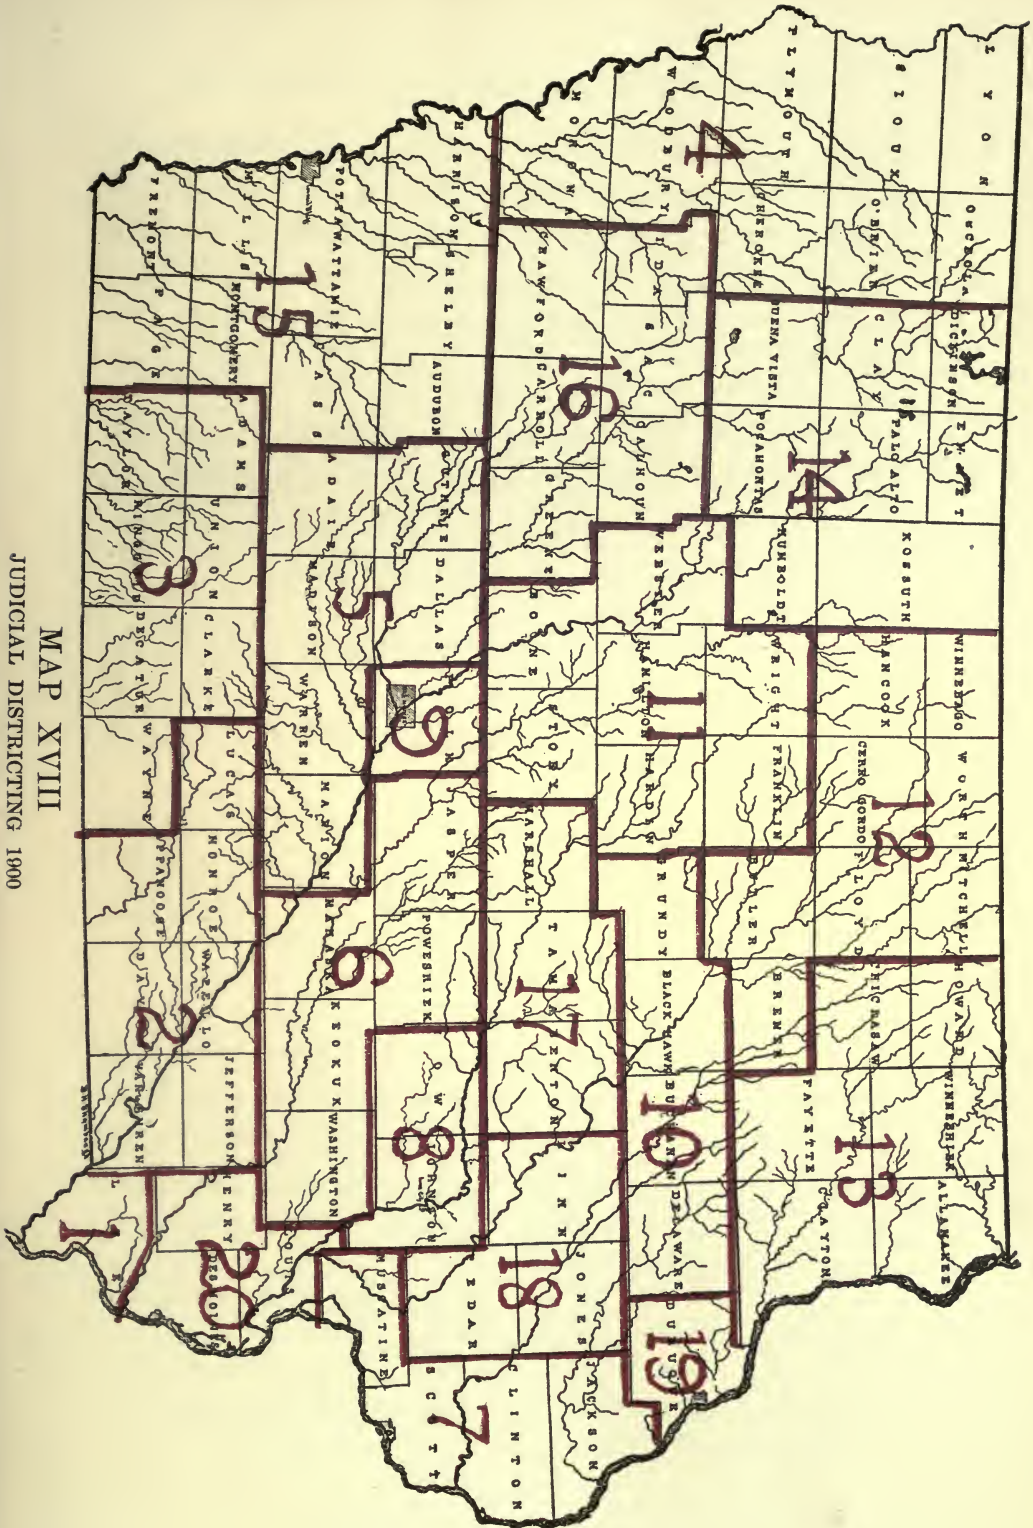 LYON
OSCEOLA
DICKINSON
EMMET
WINNEBAGO
WORTH
MITCHELL
HOWARD
WINNESHIEK
ALLAMAKEE
SIOUX
O'BRIEN
CLAY
PALO ALTO
KOSSUTH
HANCOCK
CERRO GORDO
FLOYD
CHICKASAW
12
13
14
PLYMOUTH
CHEROKEE
BUENA VISTA
POCAHONTAS
HUMBOLDT
WRIGHT
FRANKLIN
BUTLER
BREMER
FAYETTE
CLAYTON
4
WOODBURY
IDA
SAC
CALHOUN
WEBSTER
HAMILTON
HARDIN
GRUNDY
BLACK HAWK
BUCHANAN
DELAWARE
DUBUQUE
11
10
19
16
MONONA
CRAWFORD
CARROLL
GREENE
BOONE
STORY
MARSHALL
TAMA
BENTON
LINN
JONES
JACKSON
17
18
HARRISON
SHELBY
AUDUBON
GUTHRIE
DALLAS
POLK
JASPER
POWESHIEK
IOWA
JOHNSON
CEDAR
CLINTON
SCOTT
9
8
7
POTTAWATTAMIE
CASS
ADAIR
MADISON
WARREN
MARION
MAHASKA
KEOKUK
WASHINGTON
MUSCATINE
15
5
6
MILLS
MONTGOMERY
ADAMS
UNION
CLARKE
LUCAS
MONROE
WAPELLO
JEFFERSON
HENRY
LOUISA
DES MOINES
20
3
2
FREMONT
PAGE
TAYLOR
RINGGOLD
DECATUR
WAYNE
APPANOOSE
DAVIS
VAN BUREN
LEE
1
MAP XVIII
JUDICIAL DISTRICTING 1900